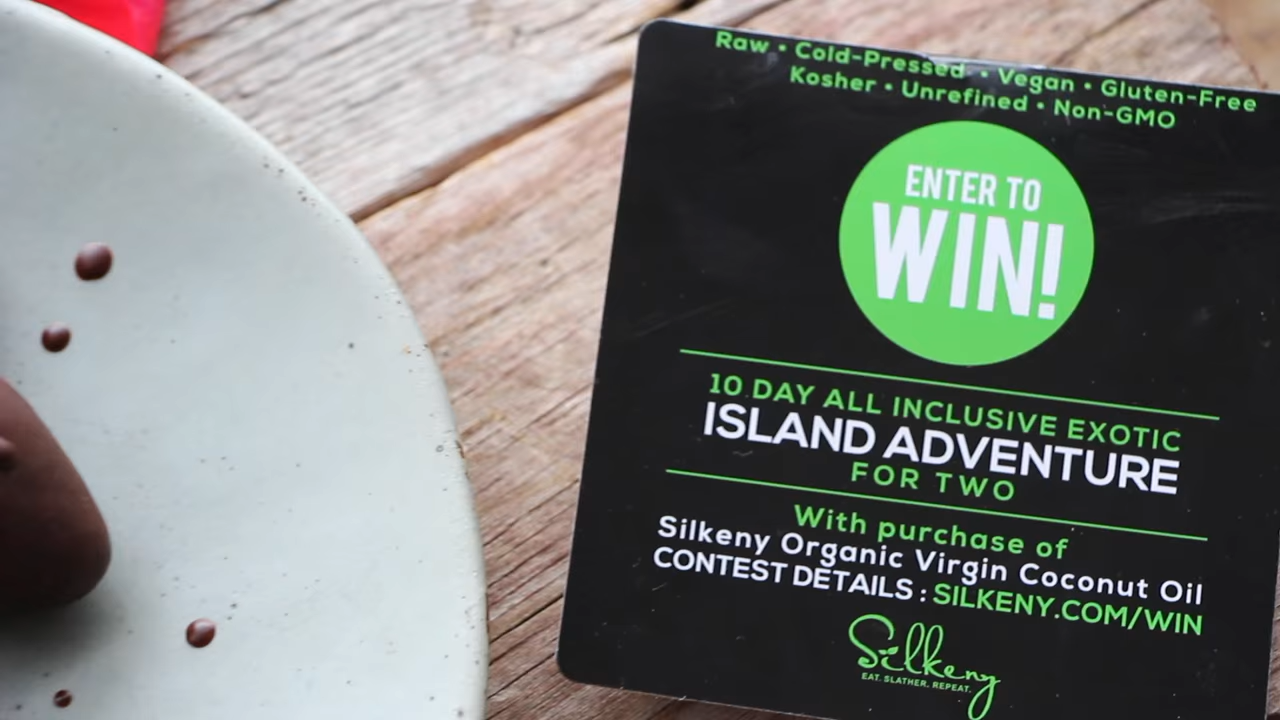 Raw • Cold-Pressed • Vegan • Gluten-Free
Kosher • Unrefined • Non-GMO
ENTER TO
WIN!
10 DAY ALL INCLUSIVE EXOTIC
ISLAND ADVENTURE
FOR TWO
With purchase of
Silkeny Organic Virgin Coconut Oil
CONTEST DETAILS : SILKENY.COM/WIN
Silkeny
EAT. SLATHER. REPEAT.